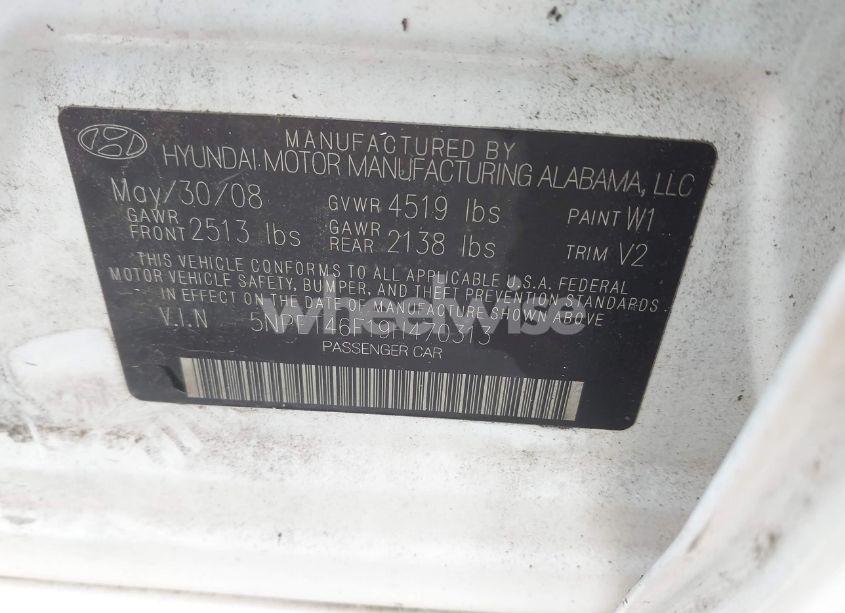 MANUFACTURED BY
HYUNDAI MOTOR MANUFACTURING ALABAMA, LLC
May/30/08 GVWR 4519 lbs PAINT W1
GAWR FRONT 2513 lbs GAWR REAR 2138 lbs TRIM V2
THIS VEHICLE CONFORMS TO ALL APPLICABLE U.S.A. FEDERAL
MOTOR VEHICLE SAFETY, BUMPER, AND THEFT PREVENTION STANDARDS
IN EFFECT ON THE DATE OF MANUFACTURE SHOWN ABOVE
V.I.N
PASSENGER CAR
wheelwise